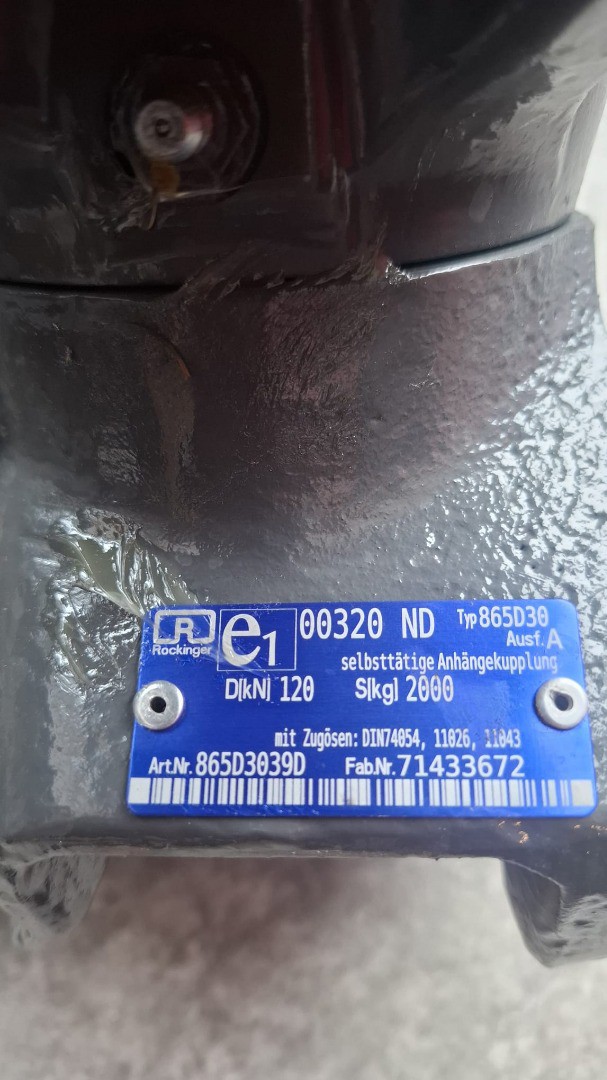 R e1 00320 ND Typ 865D30
Rockinger Ausf. A
selbsttätige Anhängekupplung
D[kN] 120 S[kg] 2000
mit Zugösen: DIN74054, 11026, 11043
Art.Nr. 865D3039D Fab.Nr. 71433672